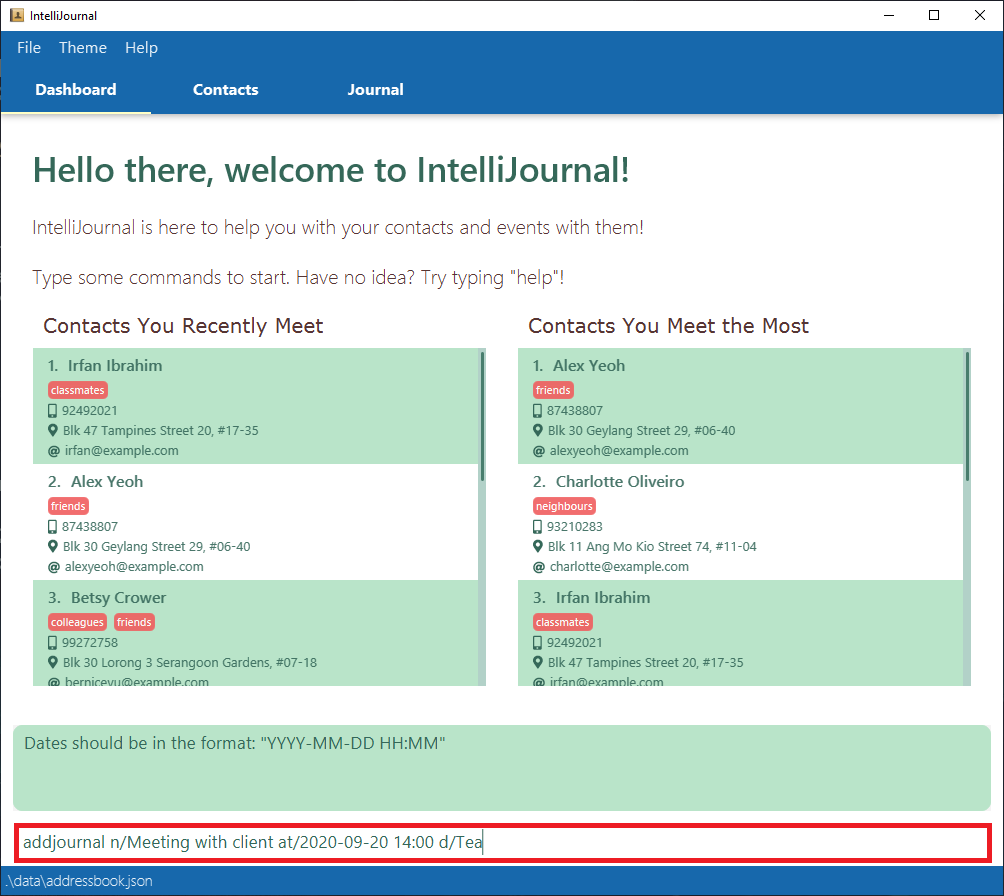 IntelliJournal
File Theme Help
Dashboard Contacts Journal
Hello there, welcome to IntelliJournal!
IntelliJournal is here to help you with your contacts and events with them!
Type some commands to start. Have no idea? Try typing "help"!
Contacts You Recently Meet
1. Irfan Ibrahim
classmates
92492021
Blk 47 Tampines Street 20, #17-35
@ irfan@example.com
2. Alex Yeoh
friends
87438807
Blk 30 Geylang Street 29, #06-40
@ alexyeoh@example.com
3. Betsy Crower
colleagues friends
99272758
Blk 30 Lorong 3 Serangoon Gardens, #07-18
@ berniceyu@example.com
Contacts You Meet the Most
1. Alex Yeoh
friends
87438807
Blk 30 Geylang Street 29, #06-40
@ alexyeoh@example.com
2. Charlotte Oliveiro
neighbours
93210283
Blk 11 Ang Mo Kio Street 74, #11-04
@ charlotte@example.com
3. Irfan Ibrahim
classmates
92492021
Blk 47 Tampines Street 20, #17-35
@ irfan@example.com
Dates should be in the format: "YYYY-MM-DD HH:MM"
addjournal n/Meeting with client at/2020-09-20 14:00 d/Tea
.\data\addressbook.json